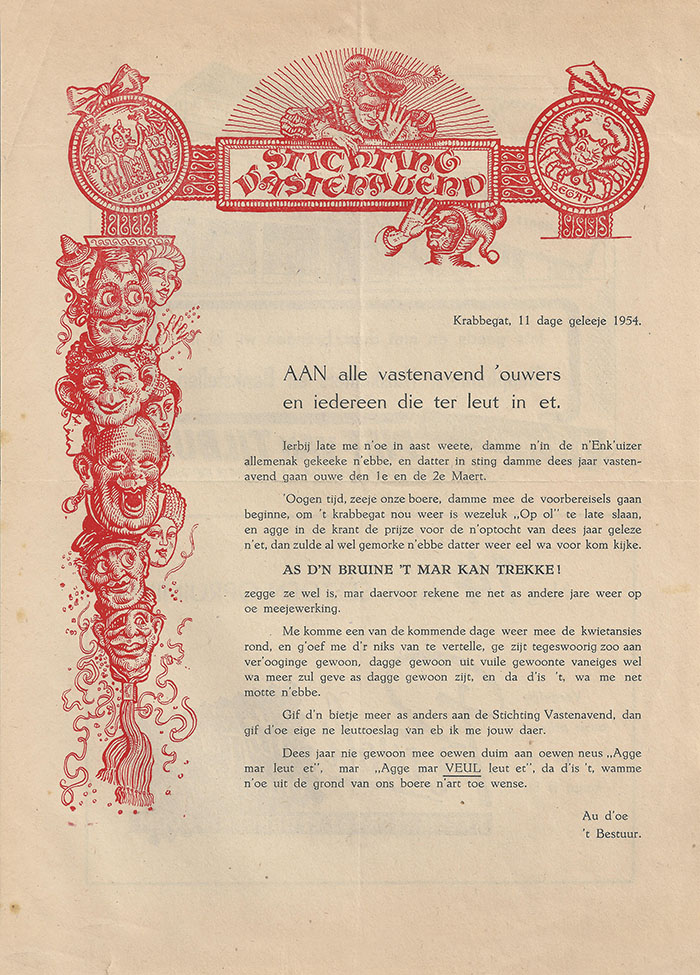 STICHTING
VASTENAVEND
BEGAT
Krabbegat, 11 dage geleeje 1954.
AAN alle vastenavend 'ouwers
en iedereen die ter leut in et.
Ierbij late me n'oe in aast weete, damme n'in de n'Enk'uizer
allemenak gekeeke n'ebbe, en datter in sting damme dees jaar vasten-
avend gaan ouwe den 1e en de 2e Maert.
'Oogen tijd, zeeje onze boere, damme mee de voorbereisels gaan
beginne, om 't krabbegat nou weer is wezeluk „Op ol" te late slaan,
en agge in de krant de prijze voor de n'optocht van dees jaar geleze
n'et, dan zulde al wel gemorke n'ebbe datter weer eel wa voor kom kijke.
AS D'N BRUINE 'T MAR KAN TREKKE!
zegge ze wel is, mar daervoor rekene me net as andere jare weer op
oe meejewerking.
Me komme een van de kommende dage weer mee de kwietansies
rond, en g'oef me d'r niks van te vertelle, ge zijt tegeswoorig zoo aan
ver'ooginge gewoon, dagge gewoon uit vuile gewoonte vaneiges wel
wa meer zul geve as dagge gewoon zijt, en da d'is 't, wa me net
motte n'ebbe.
Gif d'n bietje meer as anders aan de Stichting Vastenavend, dan
gif d'oe eige ne leuttoeslag van eb ik me jouw daer.
Dees jaar nie gewoon mee oewen duim aan oewen neus "Agge
mar leut et", mar „Agge mar VEUL leut et", da d'is 't, wamme
n'oe uit de grond van ons boere n'art toe wense.
Au d'oe
't Bestuur.